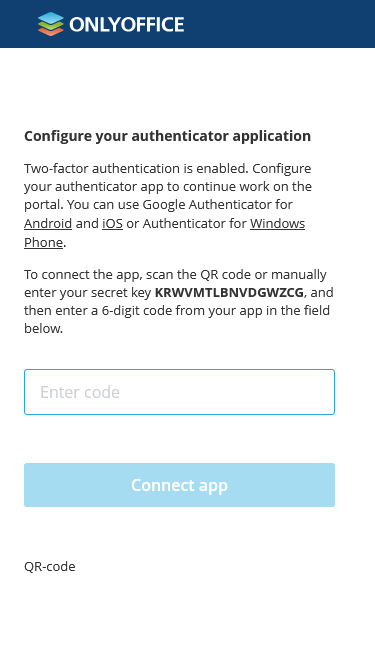 ONLYOFFICE
Configure your authenticator application
Two-factor authentication is enabled. Configure
your authenticator app to continue work on the
portal. You can use Google Authenticator for
Android and iOS or Authenticator for Windows
Phone.
To connect the app, scan the QR code or manually
enter your secret key KRWVMTLBNVDGWZCG, and
then enter a 6-digit code from your app in the field
below.
Enter code
Connect app
QR-code